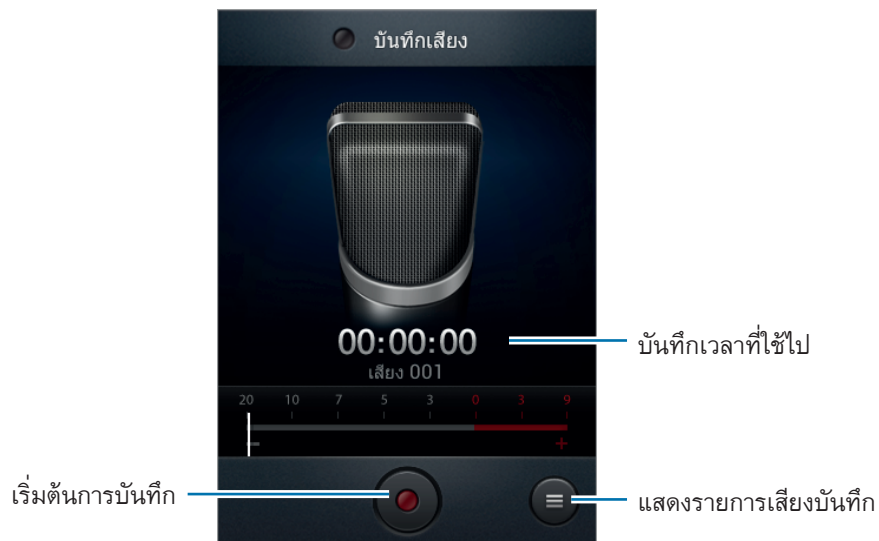 บันทึกเสียง
00:00:00
บันทึกเวลาที่ใช้ไป
เสียง 001
20 10 7 5 3 0 3 9
− +
เริ่มต้นการบันทึก
แสดงรายการเสียงบันทึก